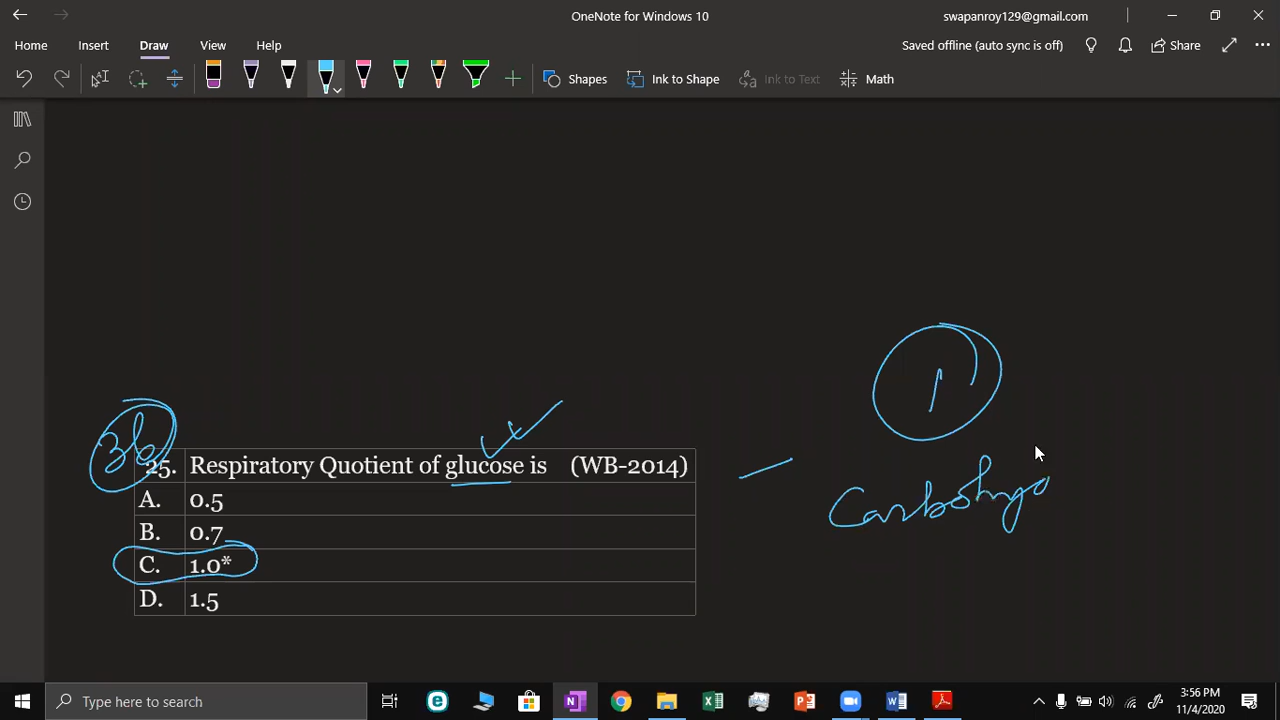 OneNote for Windows 10
swapanroy129@gmail.com
Home Insert Draw View Help
Saved offline (auto sync is off)
Share
Shapes
Ink to Shape
Ink to Text
Math
1
36
25. Respiratory Quotient of glucose is (WB-2014)
A. 0.5
B. 0.7
C. 1.0*
D. 1.5
Carbohyd
Type here to search
3:56 PM
11/4/2020